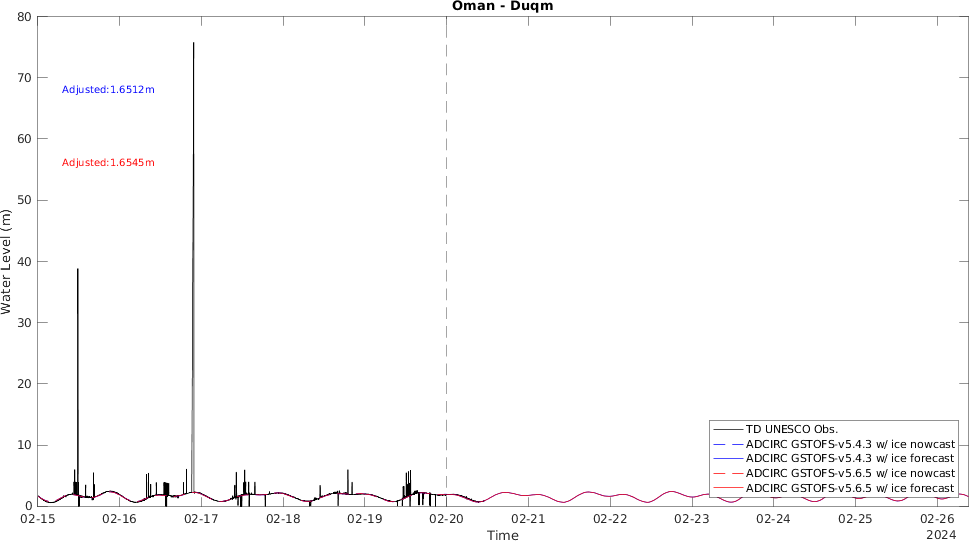 Oman - Duqm
80
70
60
50
40
30
20
10
0
Water Level (m)
Adjusted:1.6512m
Adjusted:1.6545m
TD UNESCO Obs.
ADCIRC GSTOFS-v5.4.3 w/ ice nowcast
ADCIRC GSTOFS-v5.4.3 w/ ice forecast
ADCIRC GSTOFS-v5.6.5 w/ ice nowcast
ADCIRC GSTOFS-v5.6.5 w/ ice forecast
02-15 02-16 02-17 02-18 02-19 02-20 02-21 02-22 02-23 02-24 02-25 02-26
2024
Time